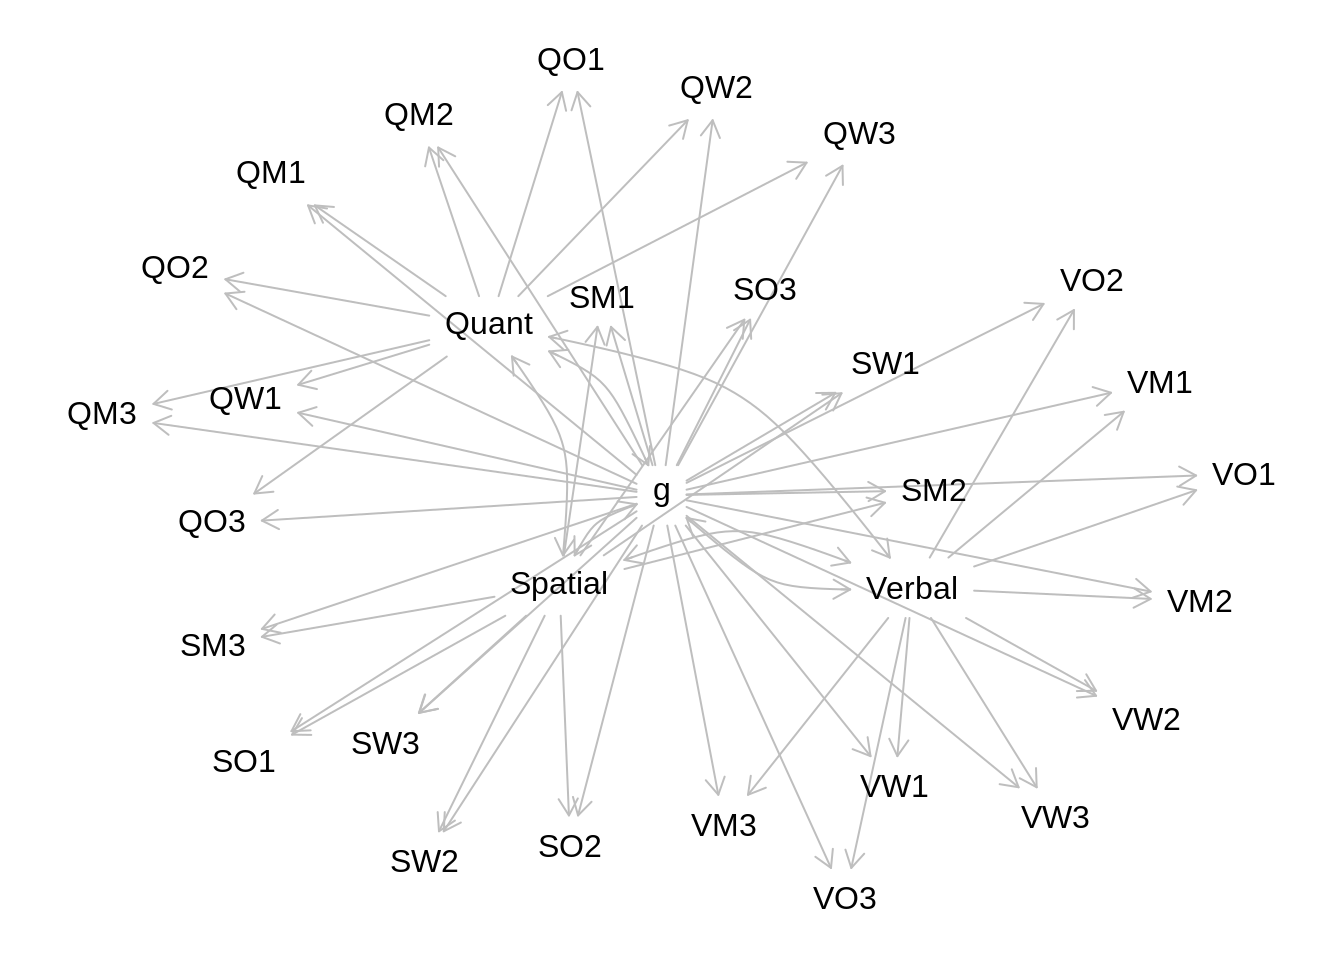 QO1
QW2
QM2
QW3
QM1
QO2
VO2
SO3
SM1
Quant
SW1
VM1
QW1
QM3
VO1
g
SM2
QO3
Spatial
Verbal
VM2
SM3
VW2
SW3
SO1
VW1
VW3
VM3
SO2
SW2
VO3